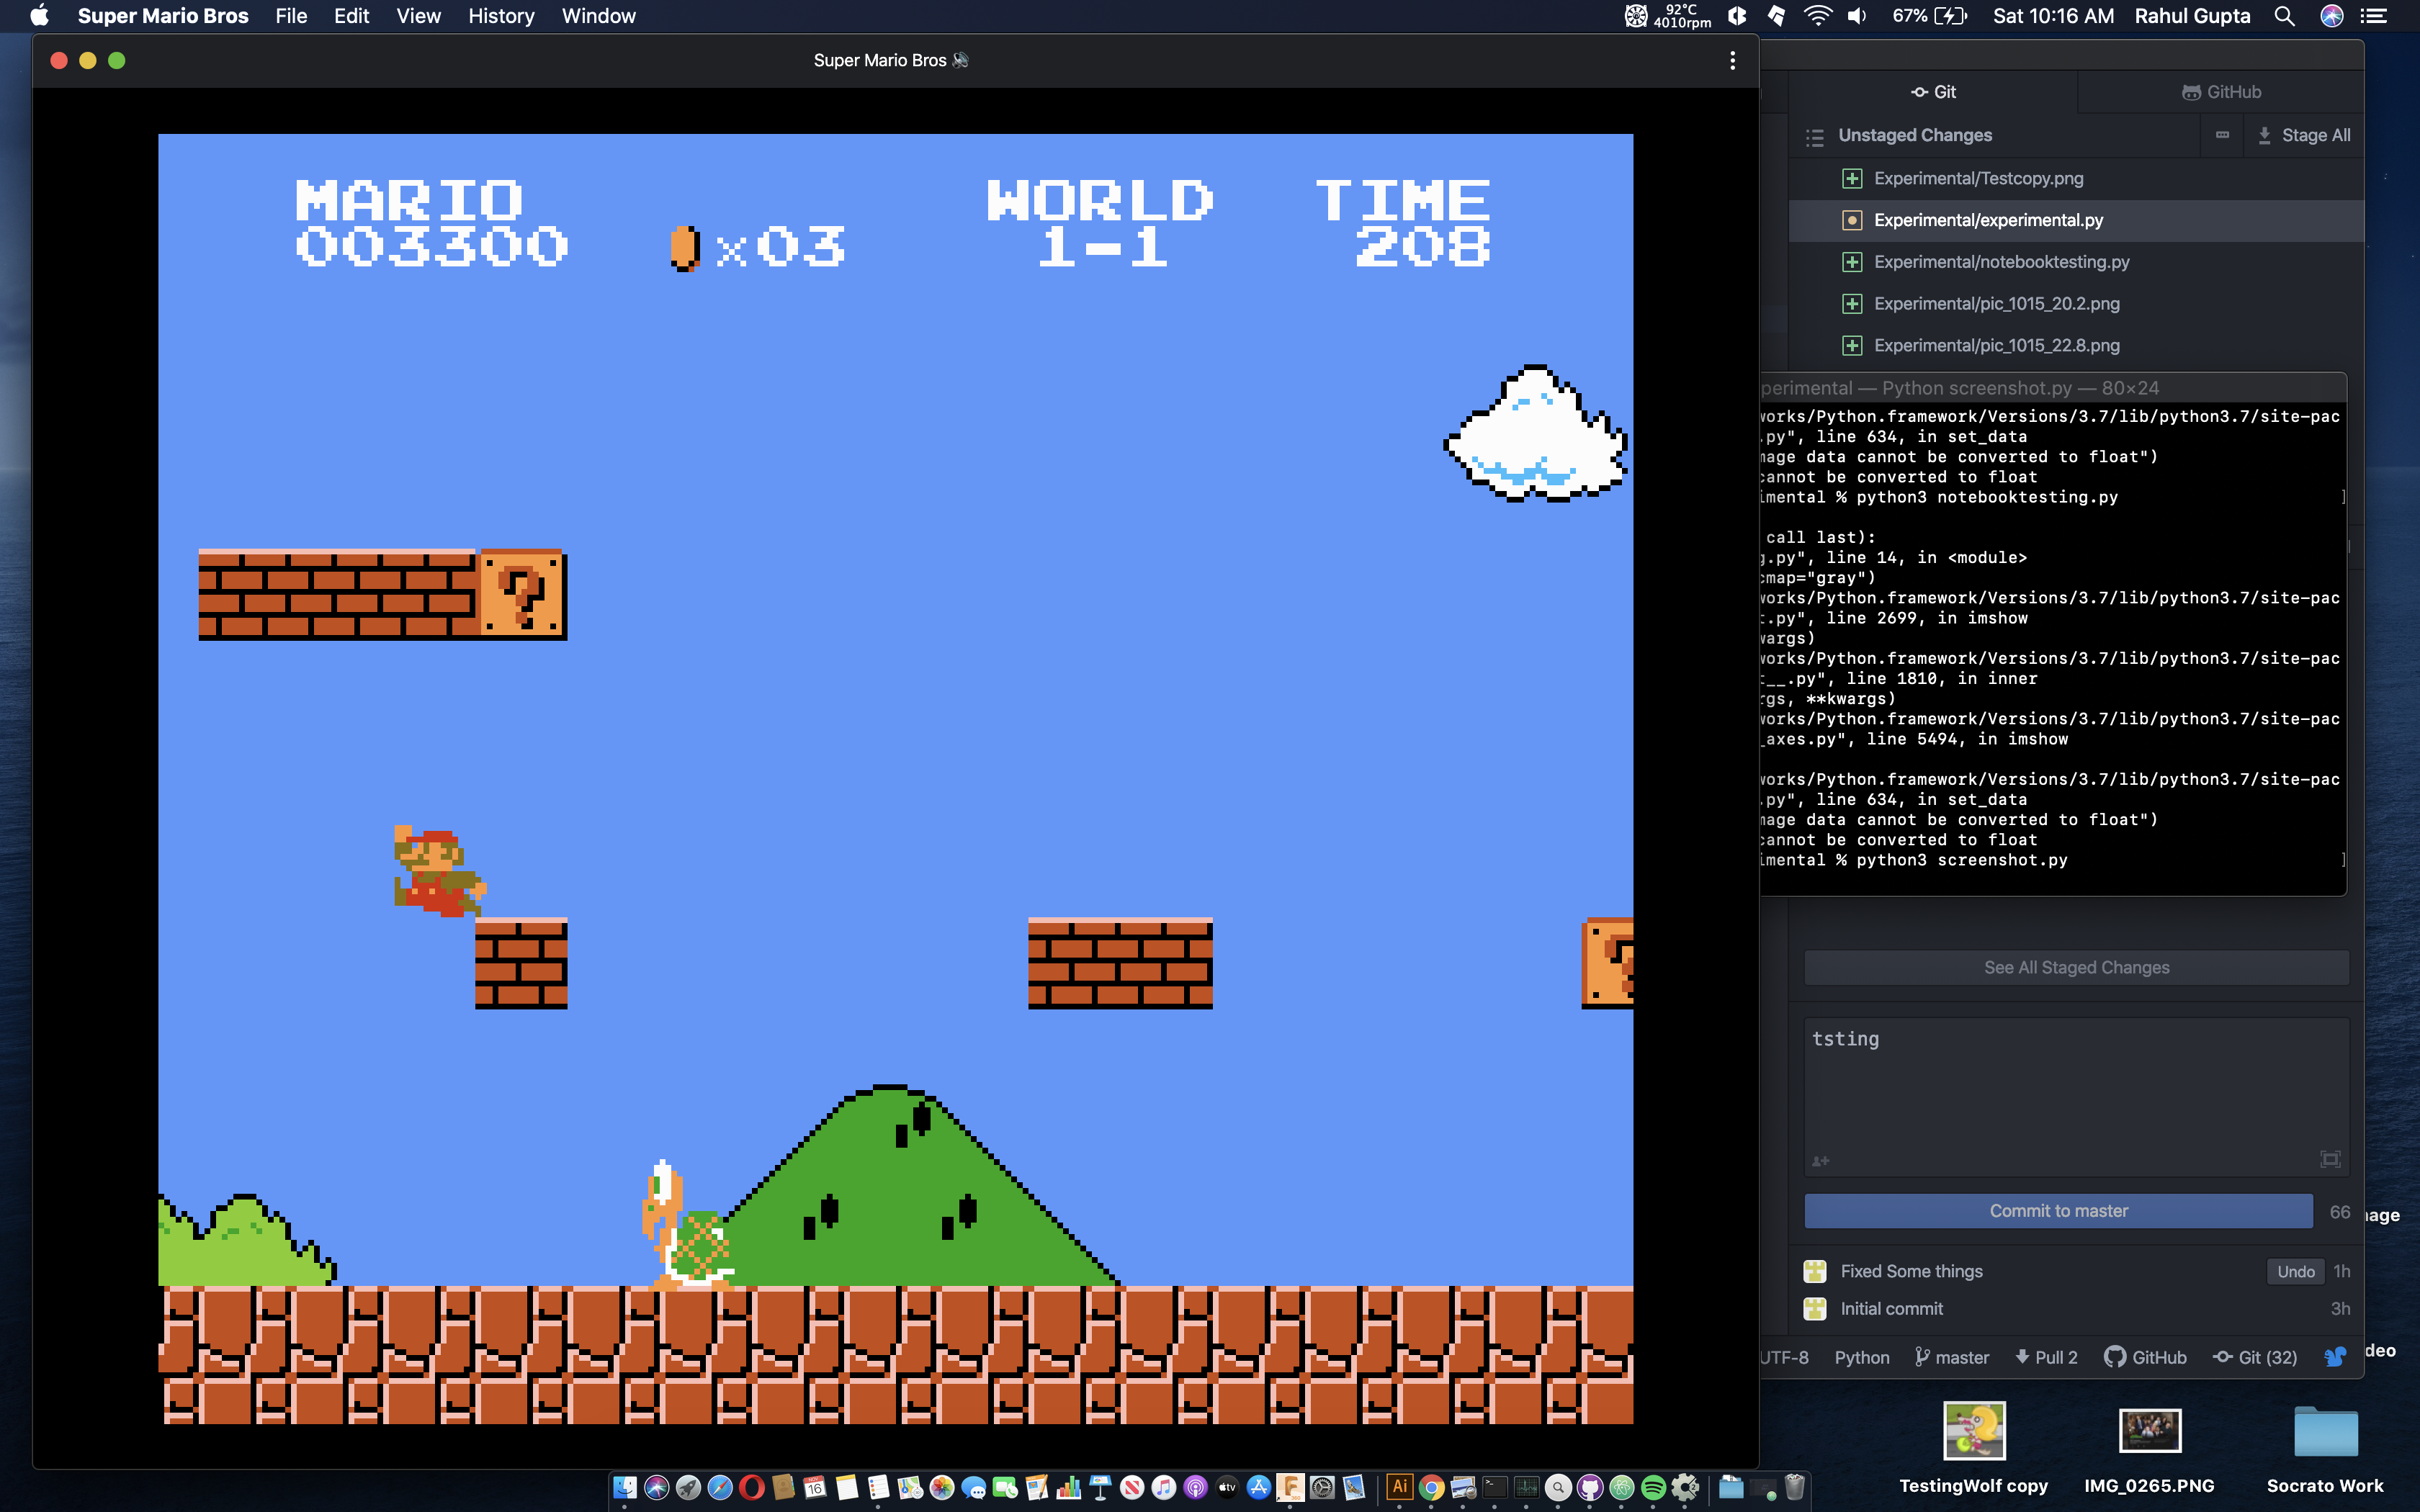 Super Mario Bros File Edit View History Window
92°C
4010rpm
67% Sat 10:16 AM Rahul Gupta
Super Mario Bros
MARIO WORLD TIME
003300 x03 1-1 208
?
Git GitHub
Unstaged Changes Stage All
Experimental/Testcopy.png
Experimental/experimental.py
Experimental/notebooktesting.py
Experimental/pic_1015_20.2.png
Experimental/pic_1015_22.8.png
perimental — Python screenshot.py — 80×24
works/Python.framework/Versions/3.7/lib/python3.7/site-pac
.py", line 634, in set_data
mage data cannot be converted to float")
cannot be converted to float
imental % python3 notebooktesting.py ]
call last):
g.py", line 14, in <module>
cmap="gray")
works/Python.framework/Versions/3.7/lib/python3.7/site-pac
t.py", line 2699, in imshow
wargs)
works/Python.framework/Versions/3.7/lib/python3.7/site-pac
t__.py", line 1810, in inner
rgs, **kwargs)
works/Python.framework/Versions/3.7/lib/python3.7/site-pac
_axes.py", line 5494, in imshow
works/Python.framework/Versions/3.7/lib/python3.7/site-pac
.py", line 634, in set_data
mage data cannot be converted to float")
cannot be converted to float
imental % python3 screenshot.py ]
See All Staged Changes
tsting
Commit to master 66
Fixed Some things Undo 1h
Initial commit 3h
UTF-8 Python master Pull 2 GitHub Git (32)
nage
deo
TestingWolf copy IMG_0265.PNG Socrato Work
NOV
16
tv
Ai